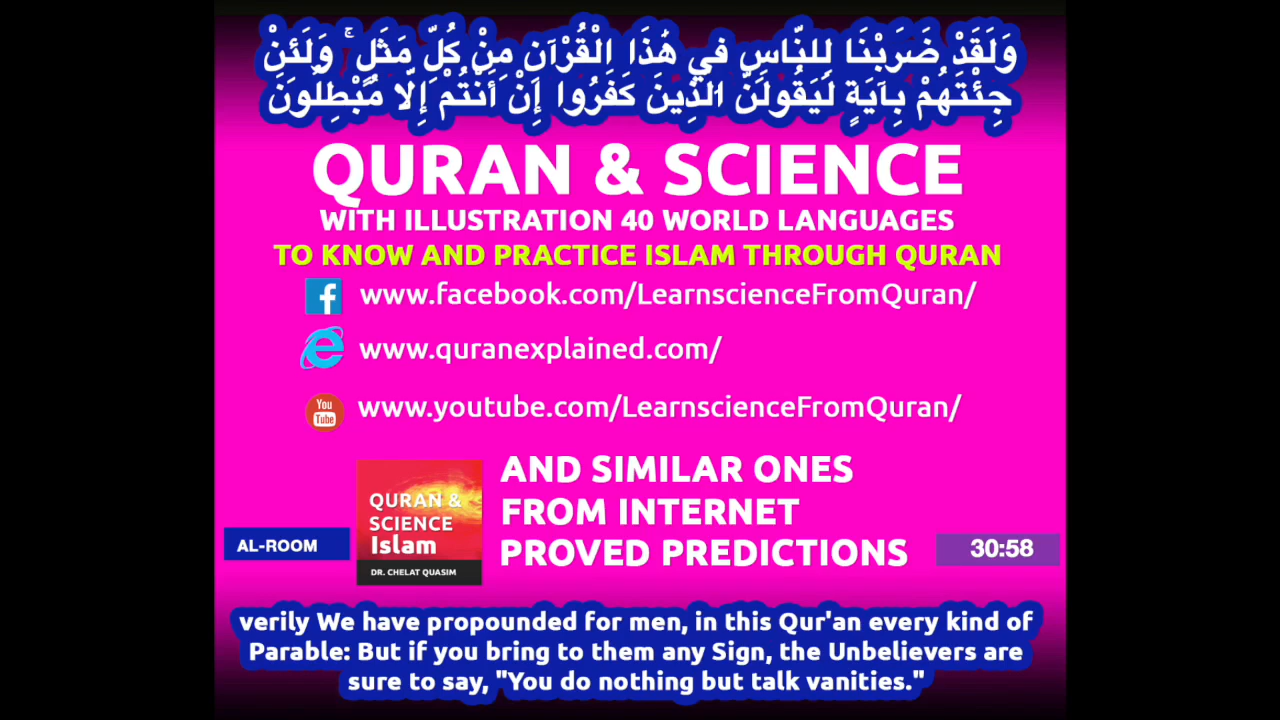 وَلَقَدْ ضَرَبْنَا لِلنَّاسِ فِي هَٰذَا الْقُرْآنِ مِنْ كُلِّ مَثَلٍ ۚ وَلَئِنْ
جِئْتَهُمْ بِآيَةٍ لَيَقُولَنَّ الَّذِينَ كَفَرُوا إِنْ أَنْتُمْ إِلَّا مُبْطِلُونَ
QURAN & SCIENCE
WITH ILLUSTRATION 40 WORLD LANGUAGES
TO KNOW AND PRACTICE ISLAM THROUGH QURAN
www.facebook.com/LearnscienceFromQuran/
www.quranexplained.com/
You
Tube
www.youtube.com/LearnscienceFromQuran/
AND SIMILAR ONES
FROM INTERNET
PROVED PREDICTIONS
QURAN &
SCIENCE
Islam
DR. CHELAT QUASIM
AL-ROOM
30:58
verily We have propounded for men, in this Qur'an every kind of
Parable: But if you bring to them any Sign, the Unbelievers are
sure to say, "You do nothing but talk vanities."